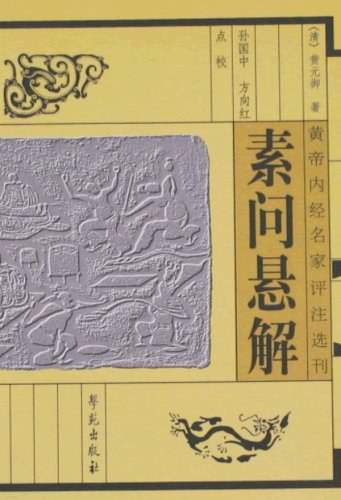 〔清〕黄元御 著
孙国中 方向红
点校
黄帝内经名家评注选刊
素问悬解
學苑出版社